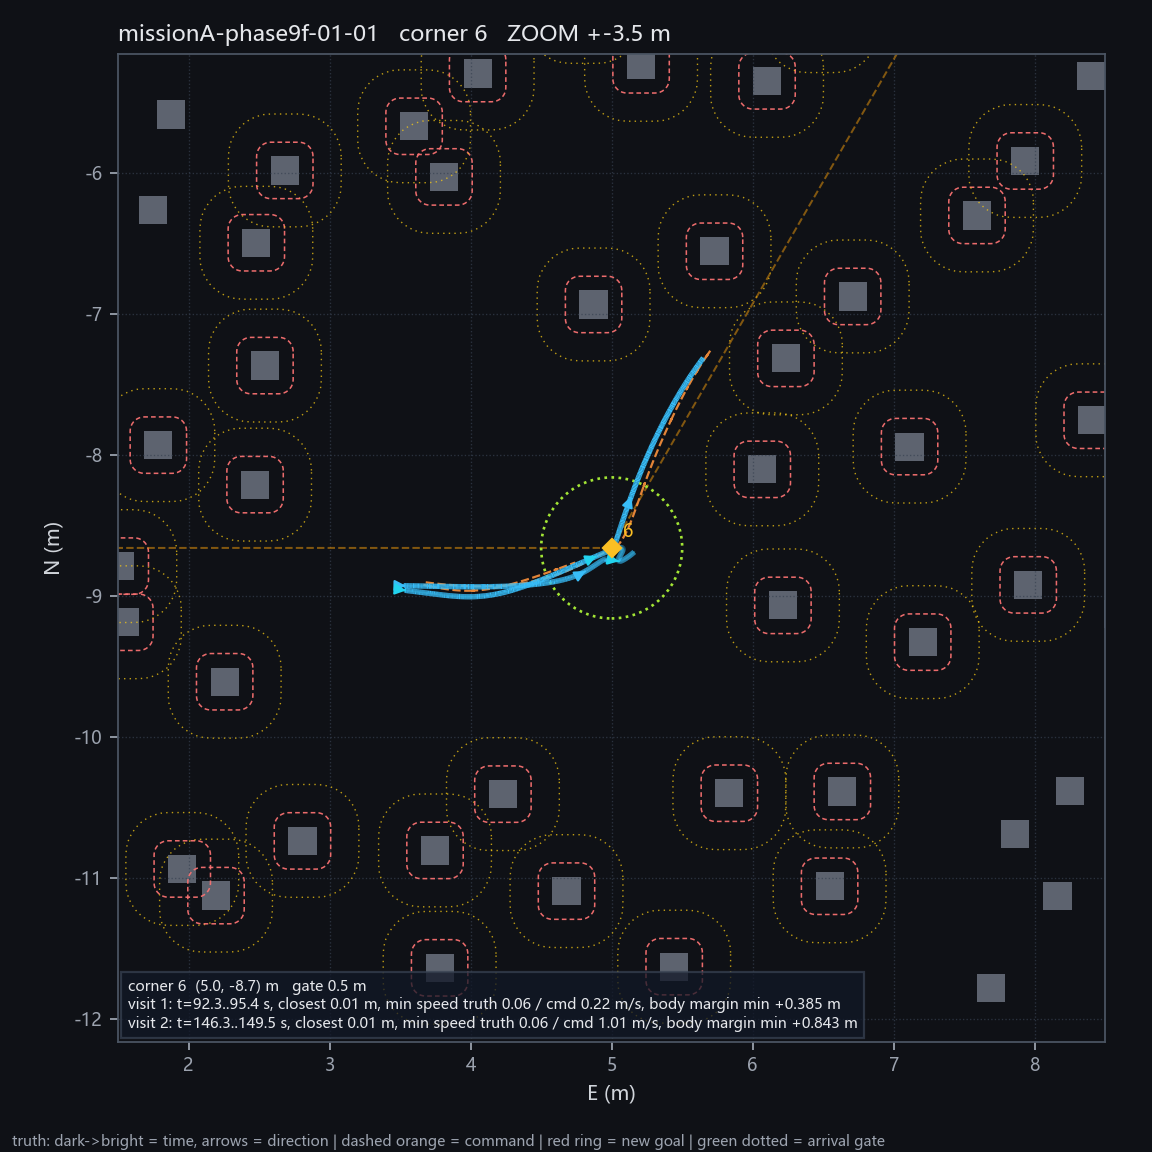 missionA-phase9f-01-01   corner 6   ZOOM +-3.5 m
-6
-7
-8
-9
-10
-11
-12
N (m)
6
corner 6  (5.0, -8.7) m   gate 0.5 m
visit 1: t=92.3..95.4 s, closest 0.01 m, min speed truth 0.06 / cmd 0.22 m/s, body margin min +0.385 m
visit 2: t=146.3..149.5 s, closest 0.01 m, min speed truth 0.06 / cmd 1.01 m/s, body margin min +0.843 m
2 3 4 5 6 7 8
E (m)
truth: dark->bright = time, arrows = direction | dashed orange = command | red ring = new goal | green dotted = arrival gate